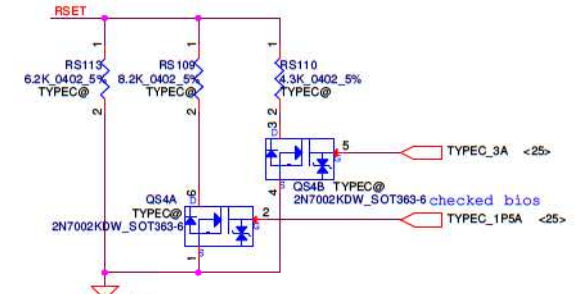 RSET
1
1
1
RS113
RS109
RS110
6.2K_0402_5%
8.2K_0402_5%
4.3K_0402_5%
TYPEC@
TYPEC@
TYPEC@
2
2
2
3
D
5
TYPEC_3A <25>
G
S
4
QS4B TYPEC@
2N7002KDW_SOT363-6
checked bios
QS4A
6
D
TYPEC@
2
TYPEC_1P5A <25>
2N7002KDW_SOT363-6
G
S
1